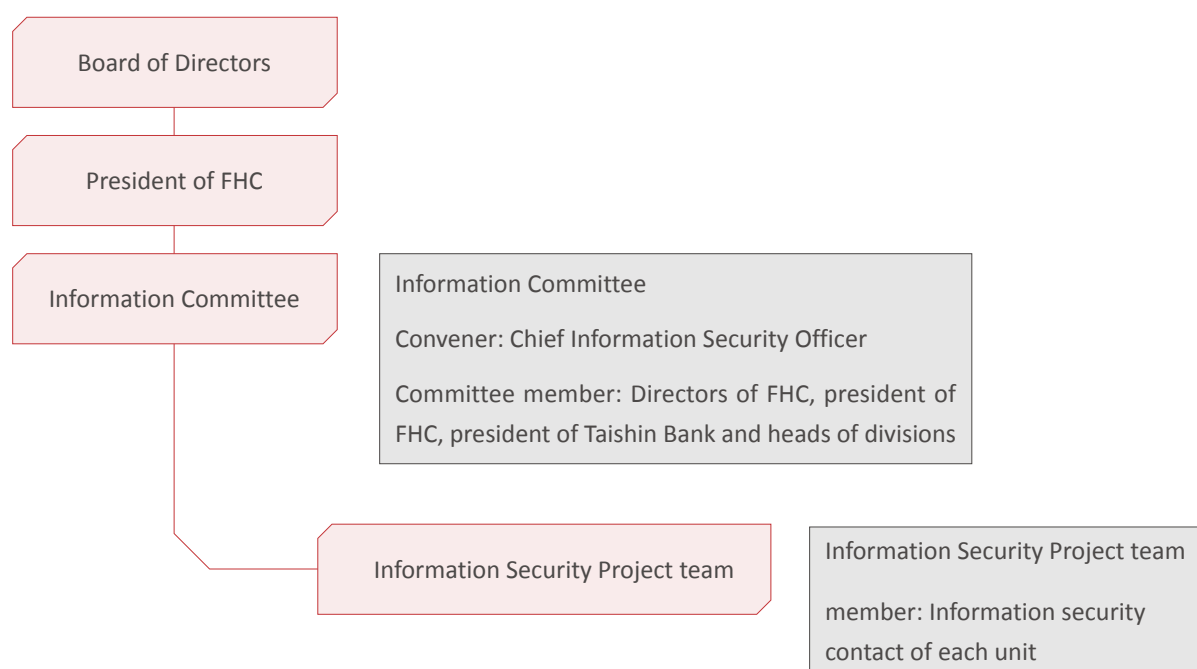 Board of Directors
President of FHC
Information Committee
Information Committee
Convener: Chief Information Security Officer
Committee member: Directors of FHC, president of
FHC, president of Taishin Bank and heads of divisions
Information Security Project team
Information Security Project team
member: Information security
contact of each unit